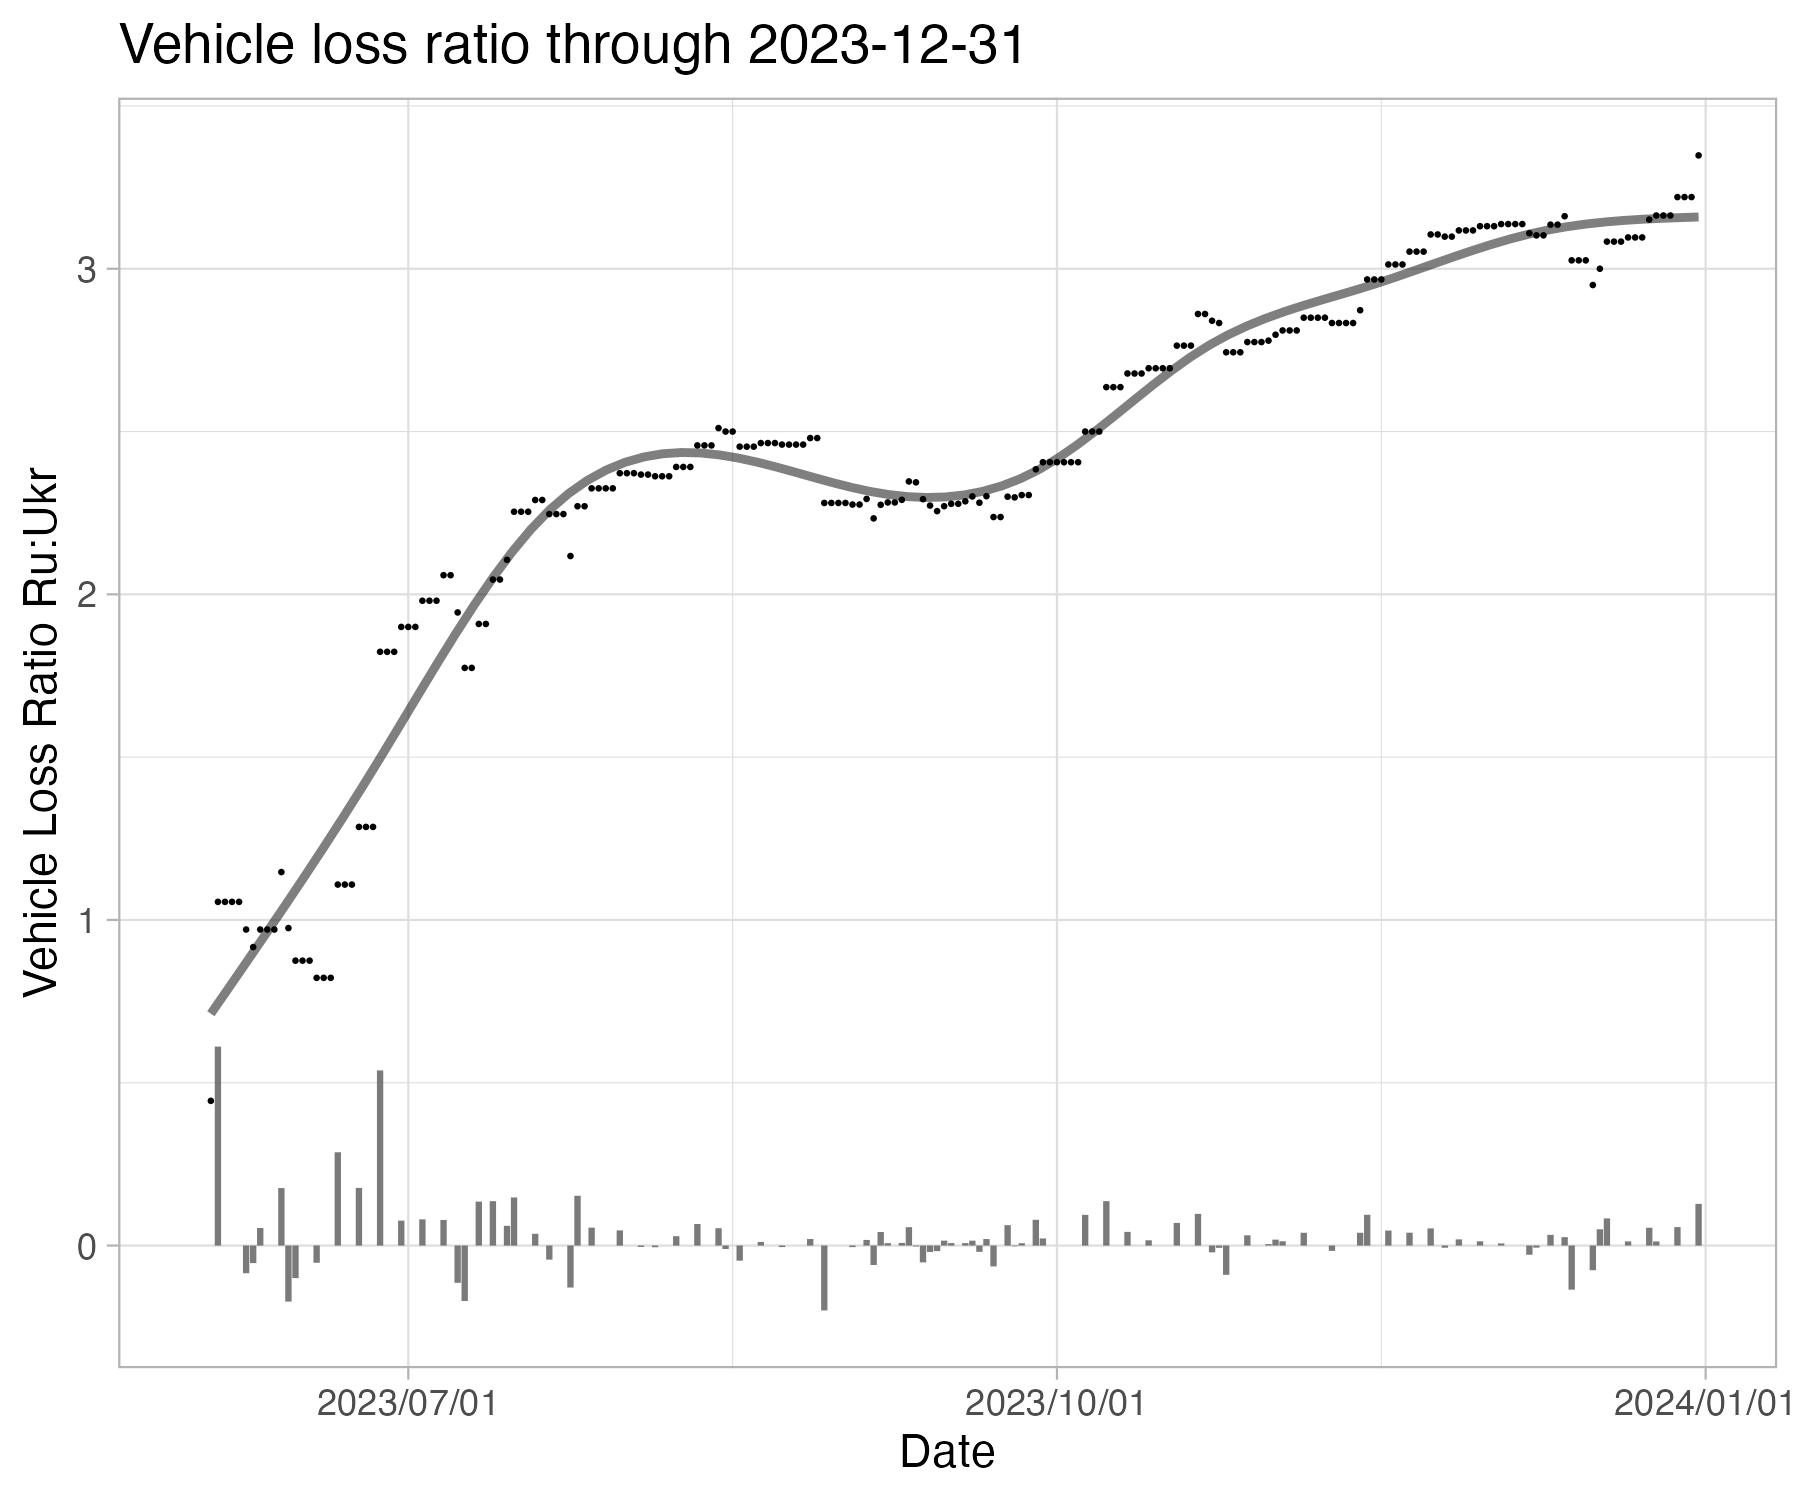 Vehicle loss ratio through 2023-12-31
Vehicle Loss Ratio Ru:Ukr
3
2
1
0
2023/07/01
2023/10/01
2024/01/01
Date